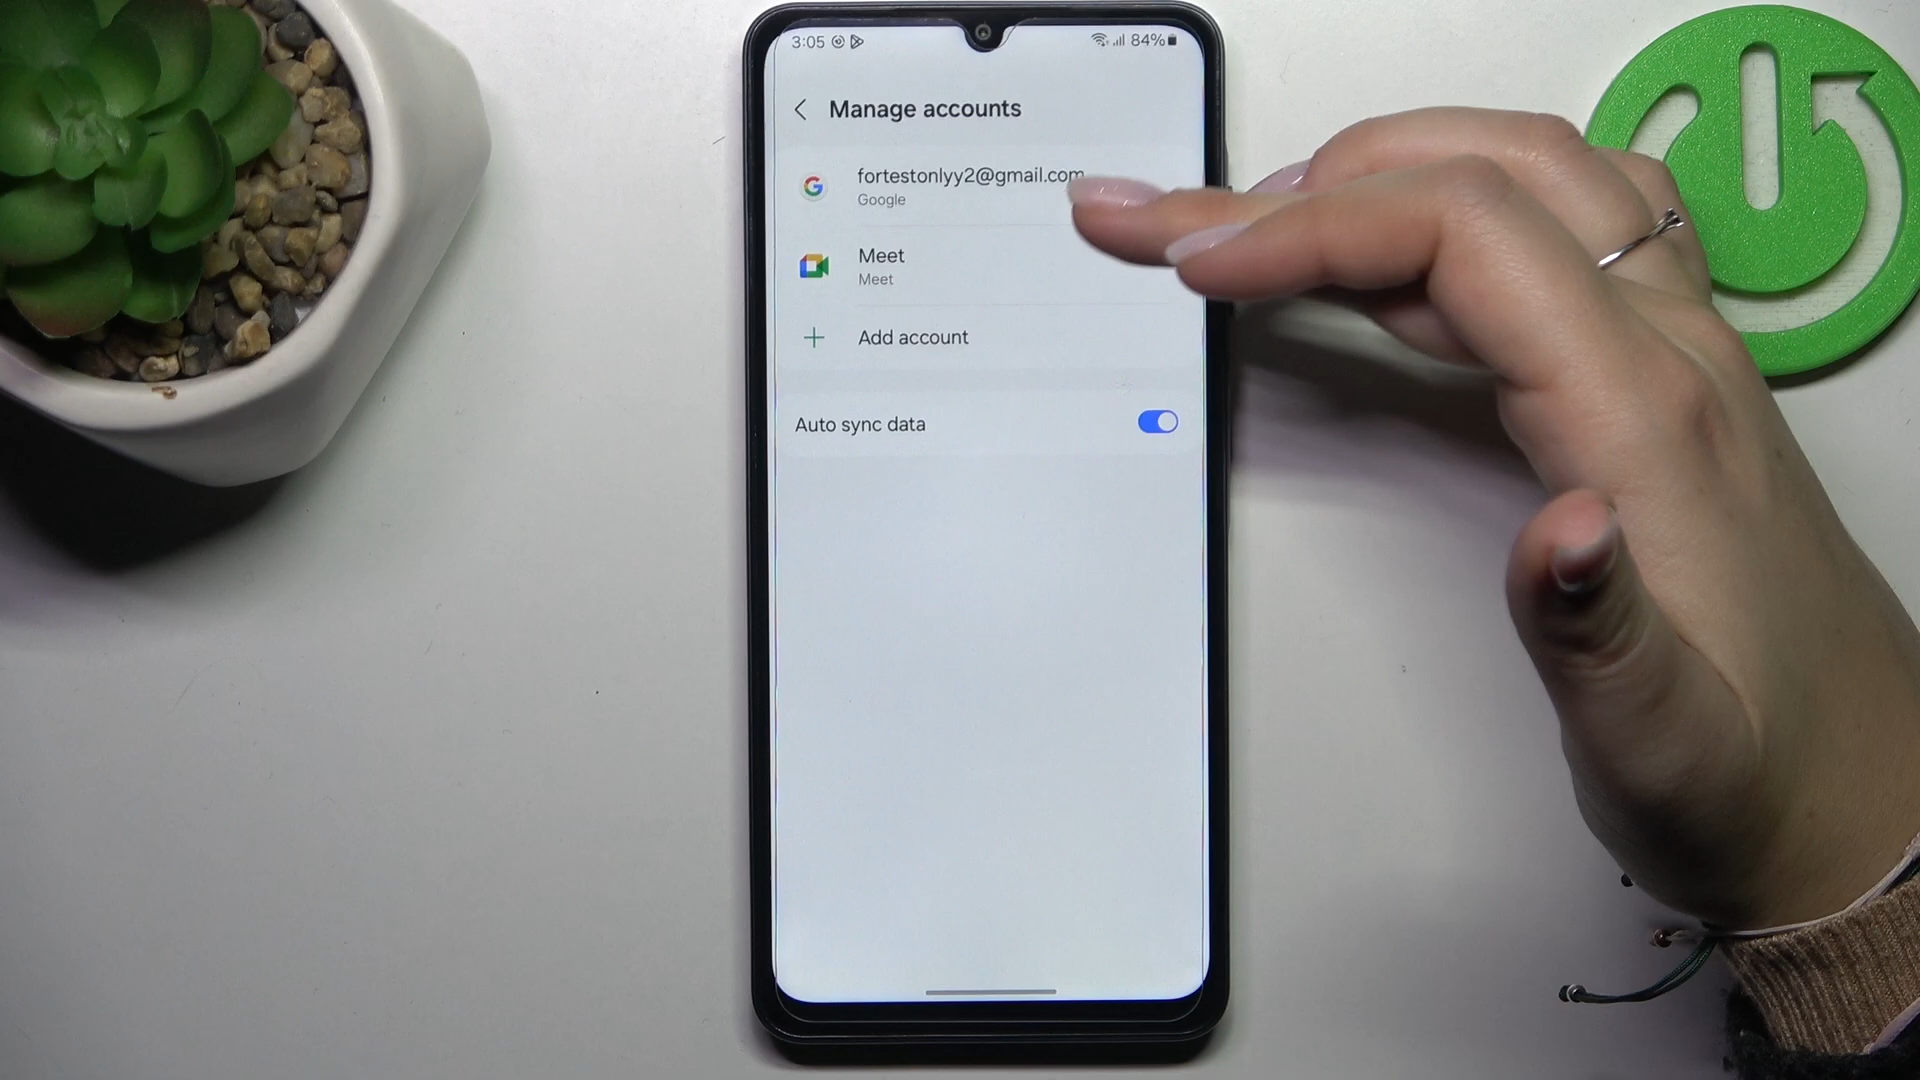 3:05 84%
Manage accounts
fortestonlyy2@gmail.com
Google
Meet
Meet
Add account
Auto sync data